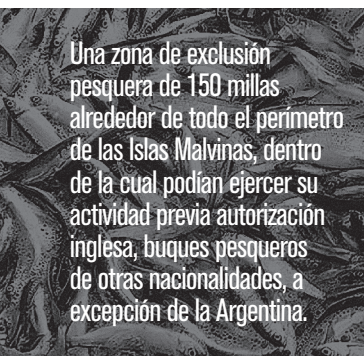 Una zona de exclusión
pesquera de 150 millas
alrededor de todo el perímetro
de las Islas Malvinas, dentro
de la cual podían ejercer su
actividad previa autorización
inglesa, buques pesqueros
de otras nacionalidades, a
excepción de la Argentina.